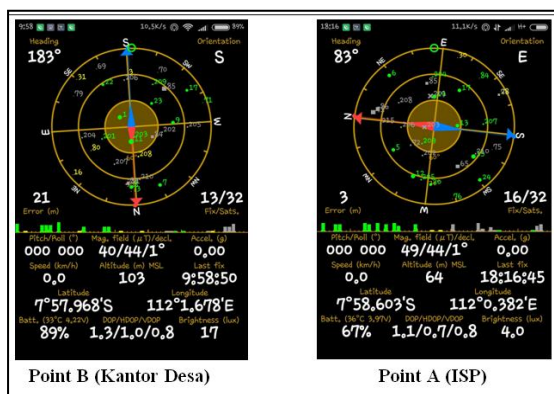 9:58 10,3K/s 89%
Heading Orientation
183° S
21 13/32
Error (m) Fix/Sats.
Pitch/Roll (°) Mag. field (μT)/decl. Accel. (g)
000 000 40/44/1° 0.00
Speed (km/h) Altitude (m) MSL Last fix
0.0 103 9:58:50
Latitude Longitude
7°57.968'S 112°1.678'E
Batt. (33°C 4,22V) DOP/HDOP/VDOP Brightness (lux)
89% 1.3/1.0/0.8 17
Point B (Kantor Desa)
18:16 11,1K/s H+
Heading Orientation
83° E
3 16/32
Error (m) Fix/Sats.
Pitch/Roll (°) Mag. field (μT)/decl. Accel. (g)
000 000 49/44/1° 0.00
Speed (km/h) Altitude (m) MSL Last fix
0.0 64 18:16:45
Latitude Longitude
7°58.603'S 112°0.382'E
Batt. (36°C 3,97V) DOP/HDOP/VDOP Brightness (lux)
67% 1.1/0.7/0.8 4.0
Point A (ISP)